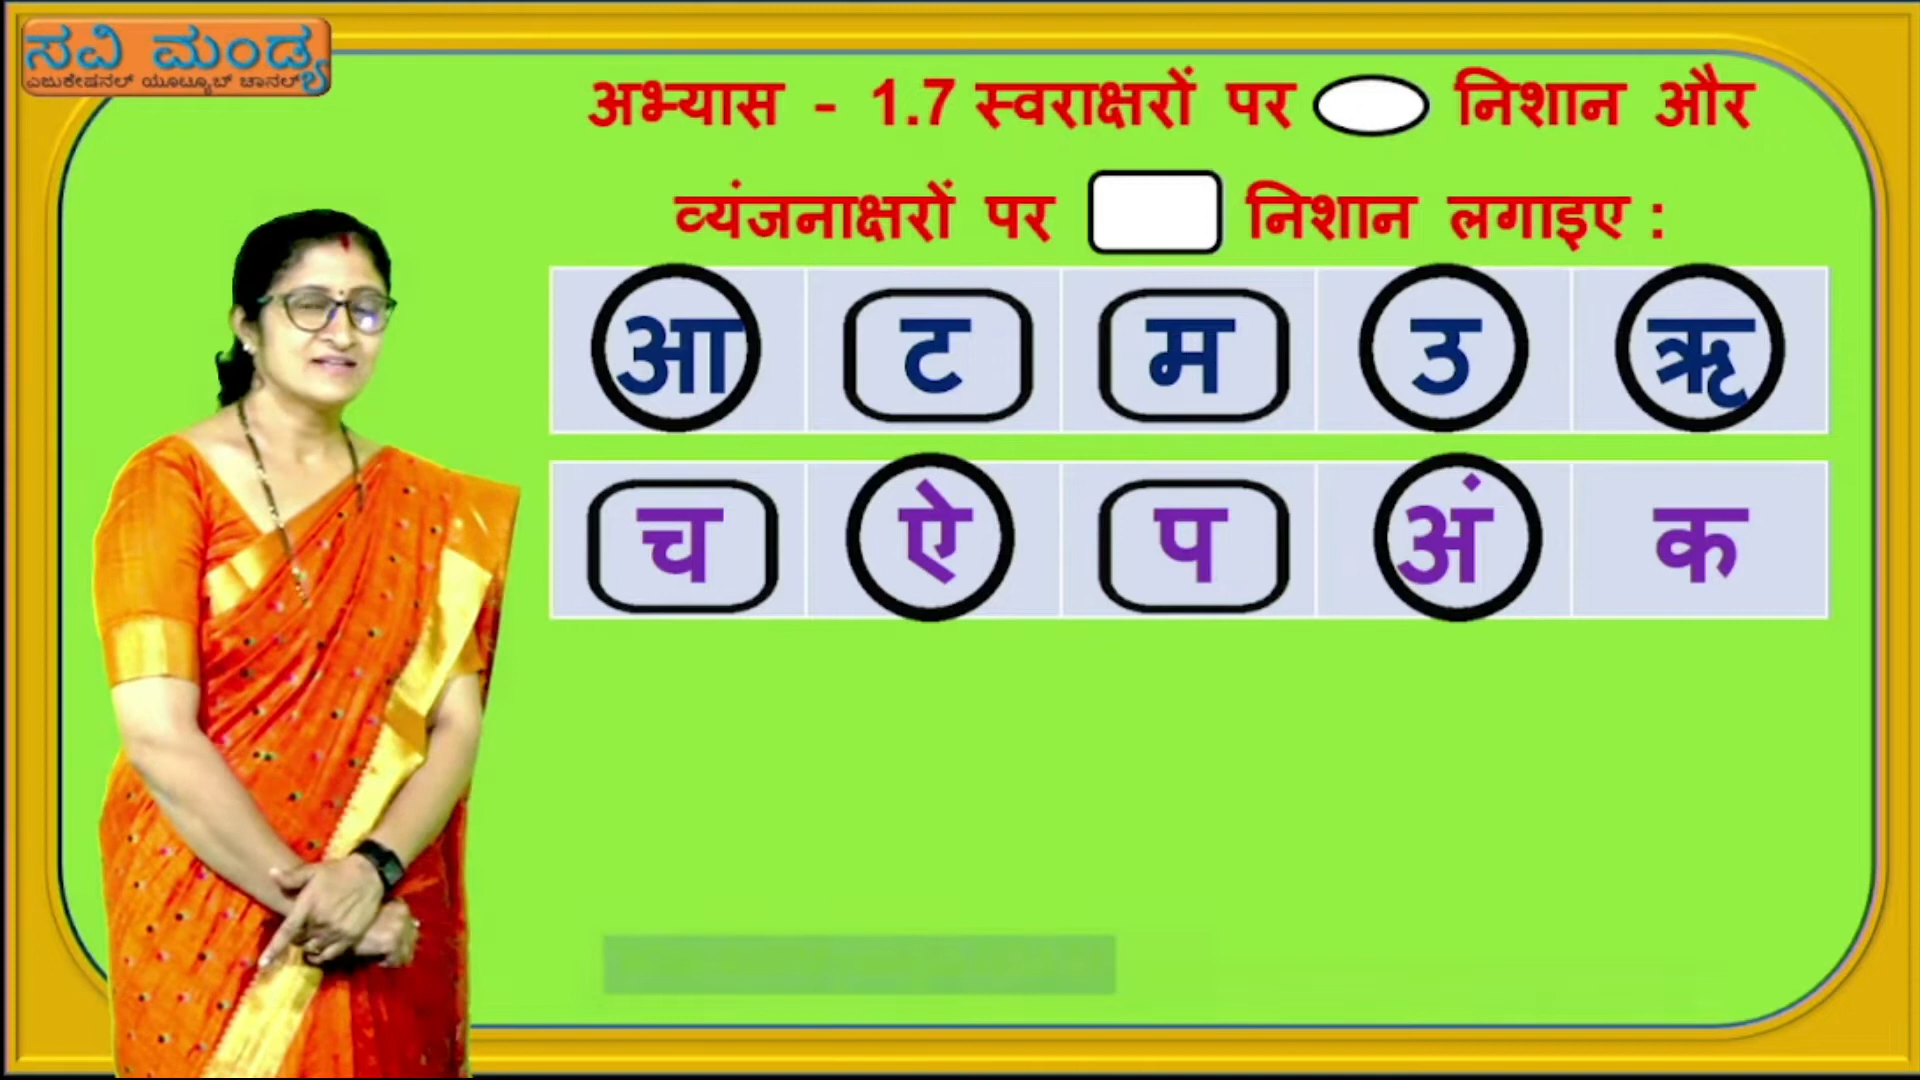 ಸವಿ ಮಂಡ್ಯ
ಎಜುಕೇಷನಲ್ ಯೂಟ್ಯೂಬ್ ಚಾನಲ್
अभ्यास - 1.7 स्वराक्षरों पर निशान और
व्यंजनाक्षरों पर निशान लगाइए :
आ ट म उ ऋ
च ऐ प अं क